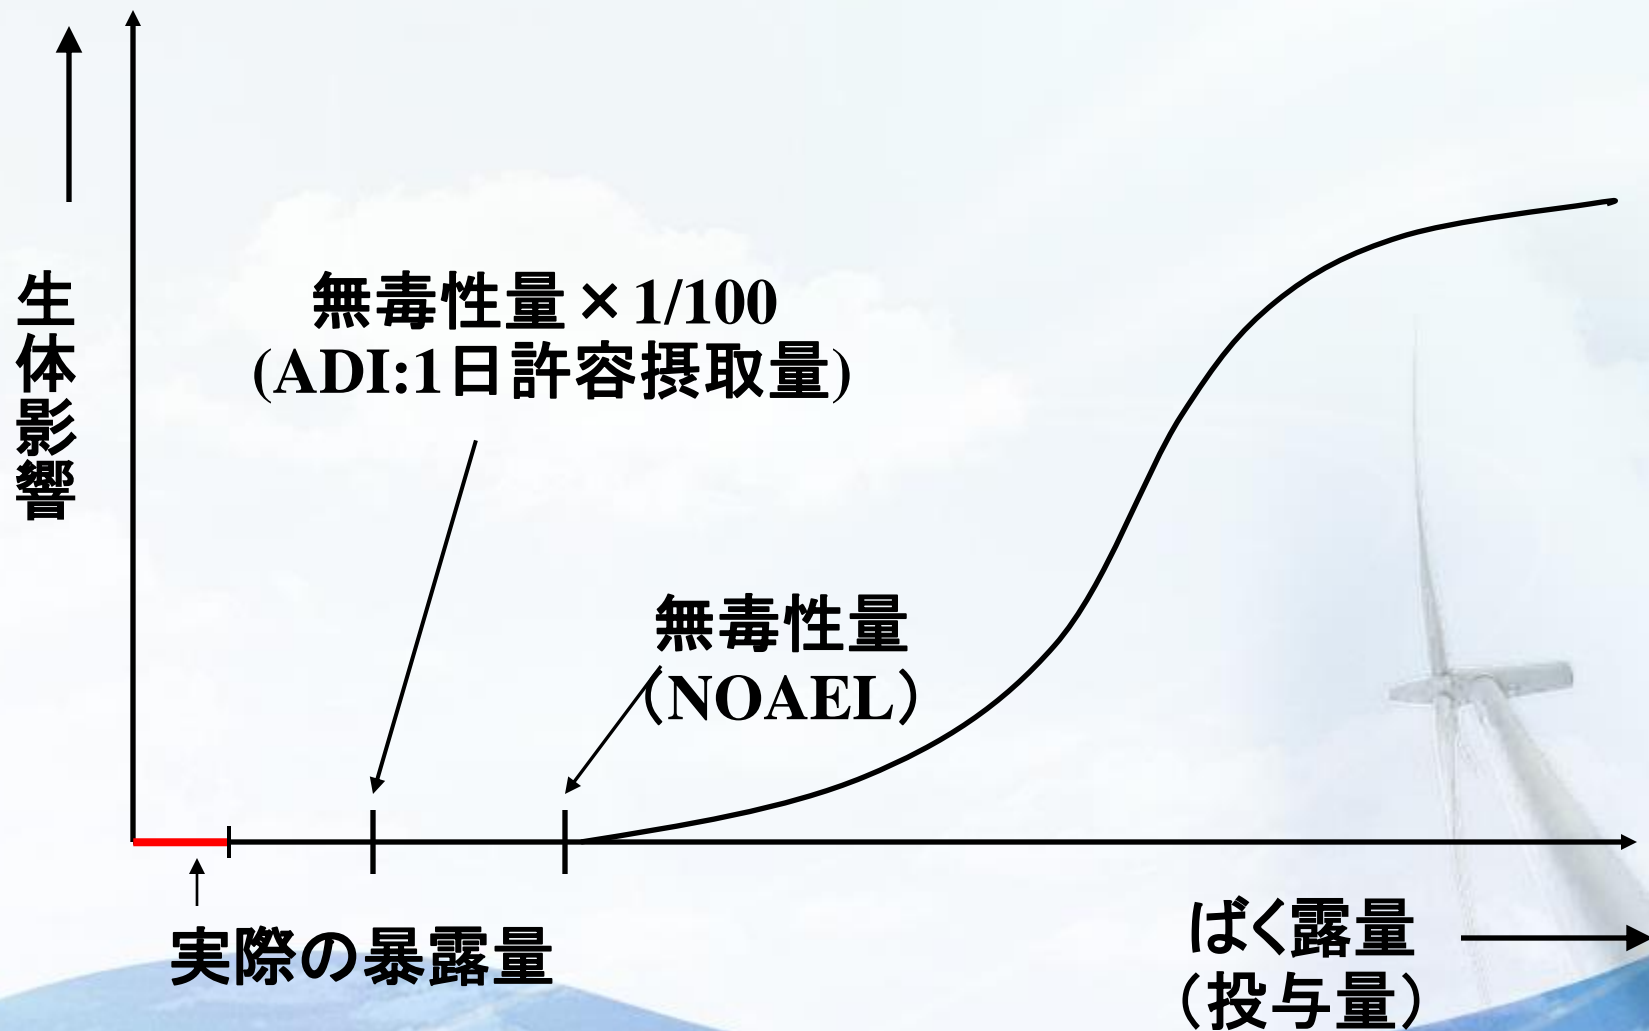 生体影響
無毒性量×1/100
(ADI:1日許容摂取量)
無毒性量
（NOAEL）
実際の暴露量
ばく露量
（投与量）